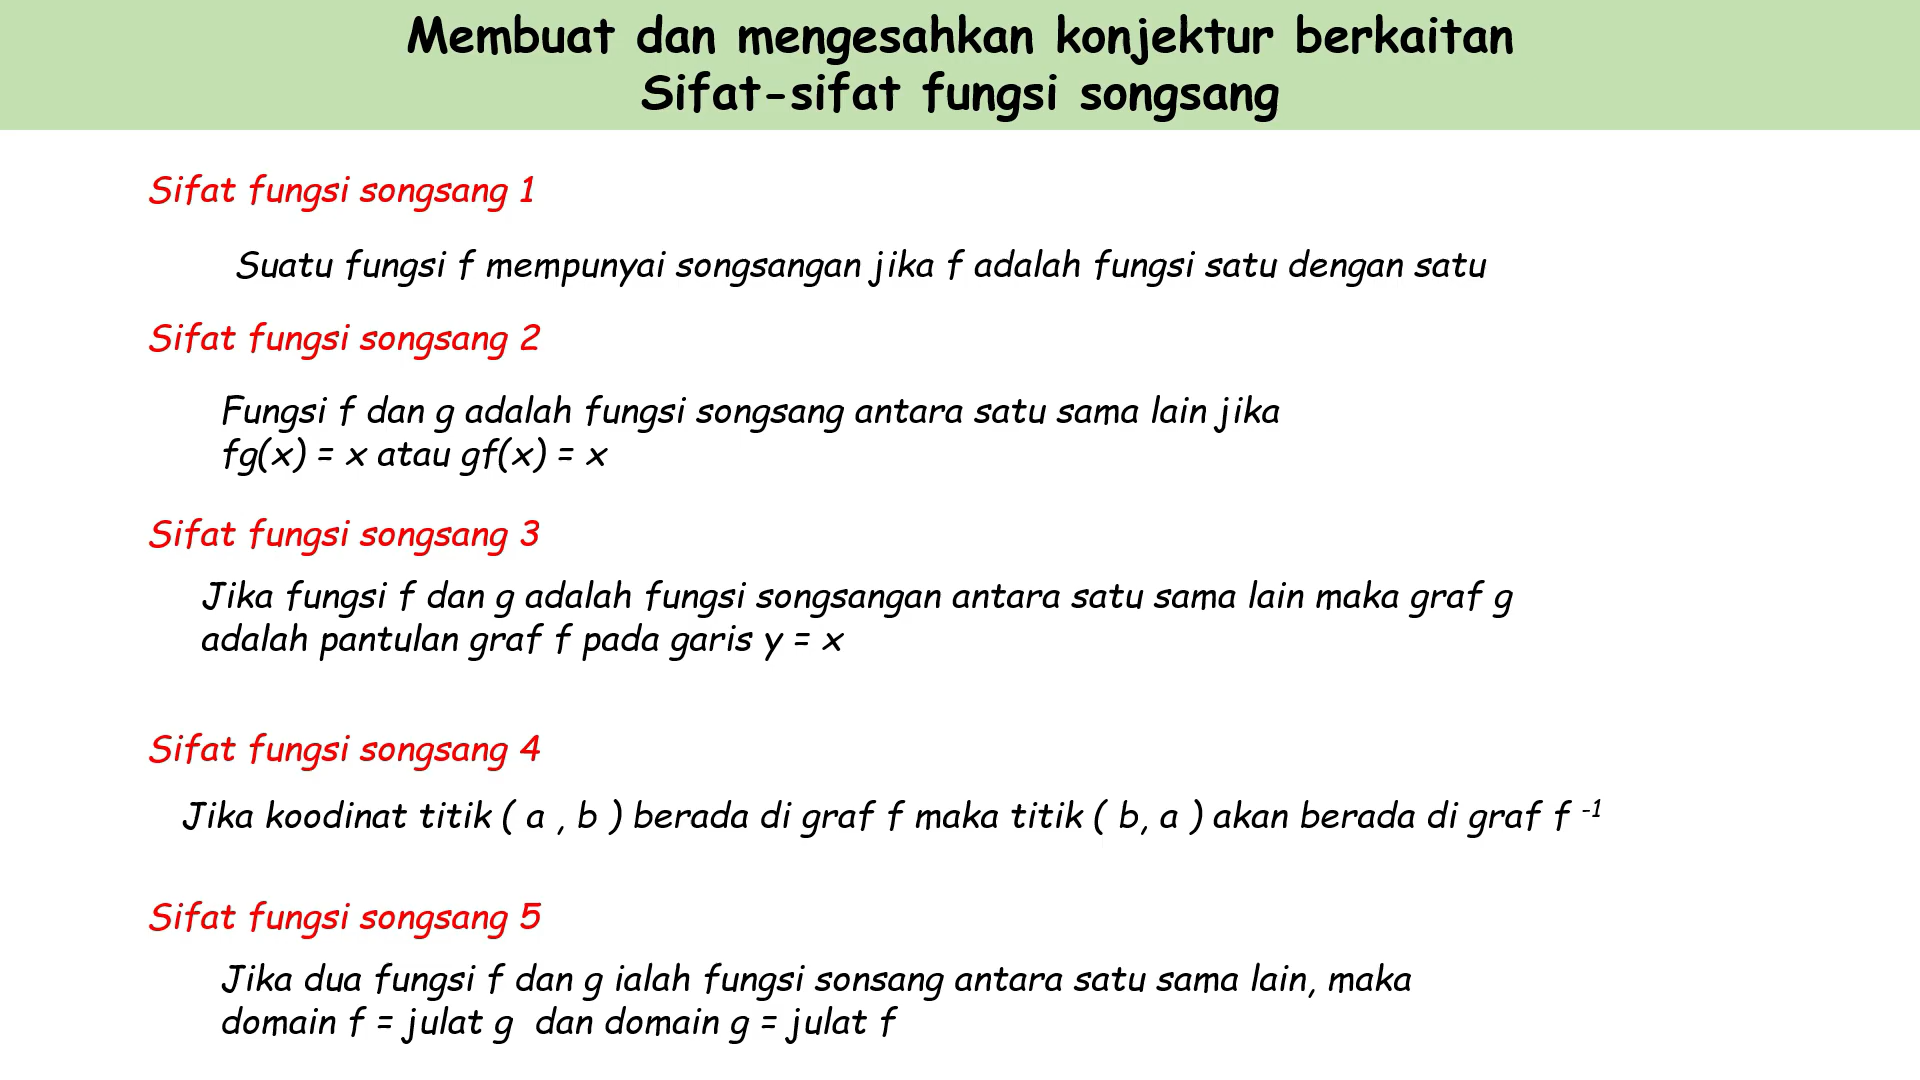 Membuat dan mengesahkan konjektur berkaitan
Sifat-sifat fungsi songsang
Sifat fungsi songsang 1
Suatu fungsi f mempunyai songsangan jika f adalah fungsi satu dengan satu
Sifat fungsi songsang 2
Fungsi f dan g adalah fungsi songsang antara satu sama lain jika
fg(x) = x atau gf(x) = x
Sifat fungsi songsang 3
Jika fungsi f dan g adalah fungsi songsangan antara satu sama lain maka graf g
adalah pantulan graf f pada garis y = x
Sifat fungsi songsang 4
Jika koodinat titik ( a , b ) berada di graf f maka titik ( b, a ) akan berada di graf f ⁻¹
Sifat fungsi songsang 5
Jika dua fungsi f dan g ialah fungsi sonsang antara satu sama lain, maka
domain f = julat g dan domain g = julat f